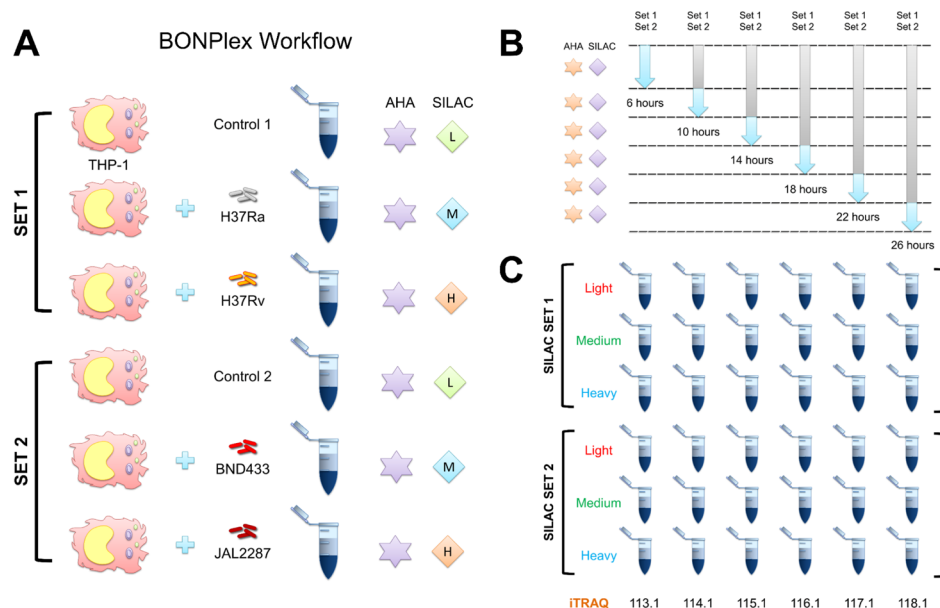 A
BONPlex Workflow
AHA SILAC
SET 1
THP-1
Control 1
L
H37Ra
M
H37Rv
H
SET 2
Control 2
L
BND433
M
JAL2287
H
B
Set 1 Set 1 Set 1 Set 1 Set 1 Set 1
Set 2 Set 2 Set 2 Set 2 Set 2 Set 2
AHA SILAC
6 hours
10 hours
14 hours
18 hours
22 hours
26 hours
C
SILAC SET 1
Light
Medium
Heavy
SILAC SET 2
Light
Medium
Heavy
iTRAQ 113.1 114.1 115.1 116.1 117.1 118.1